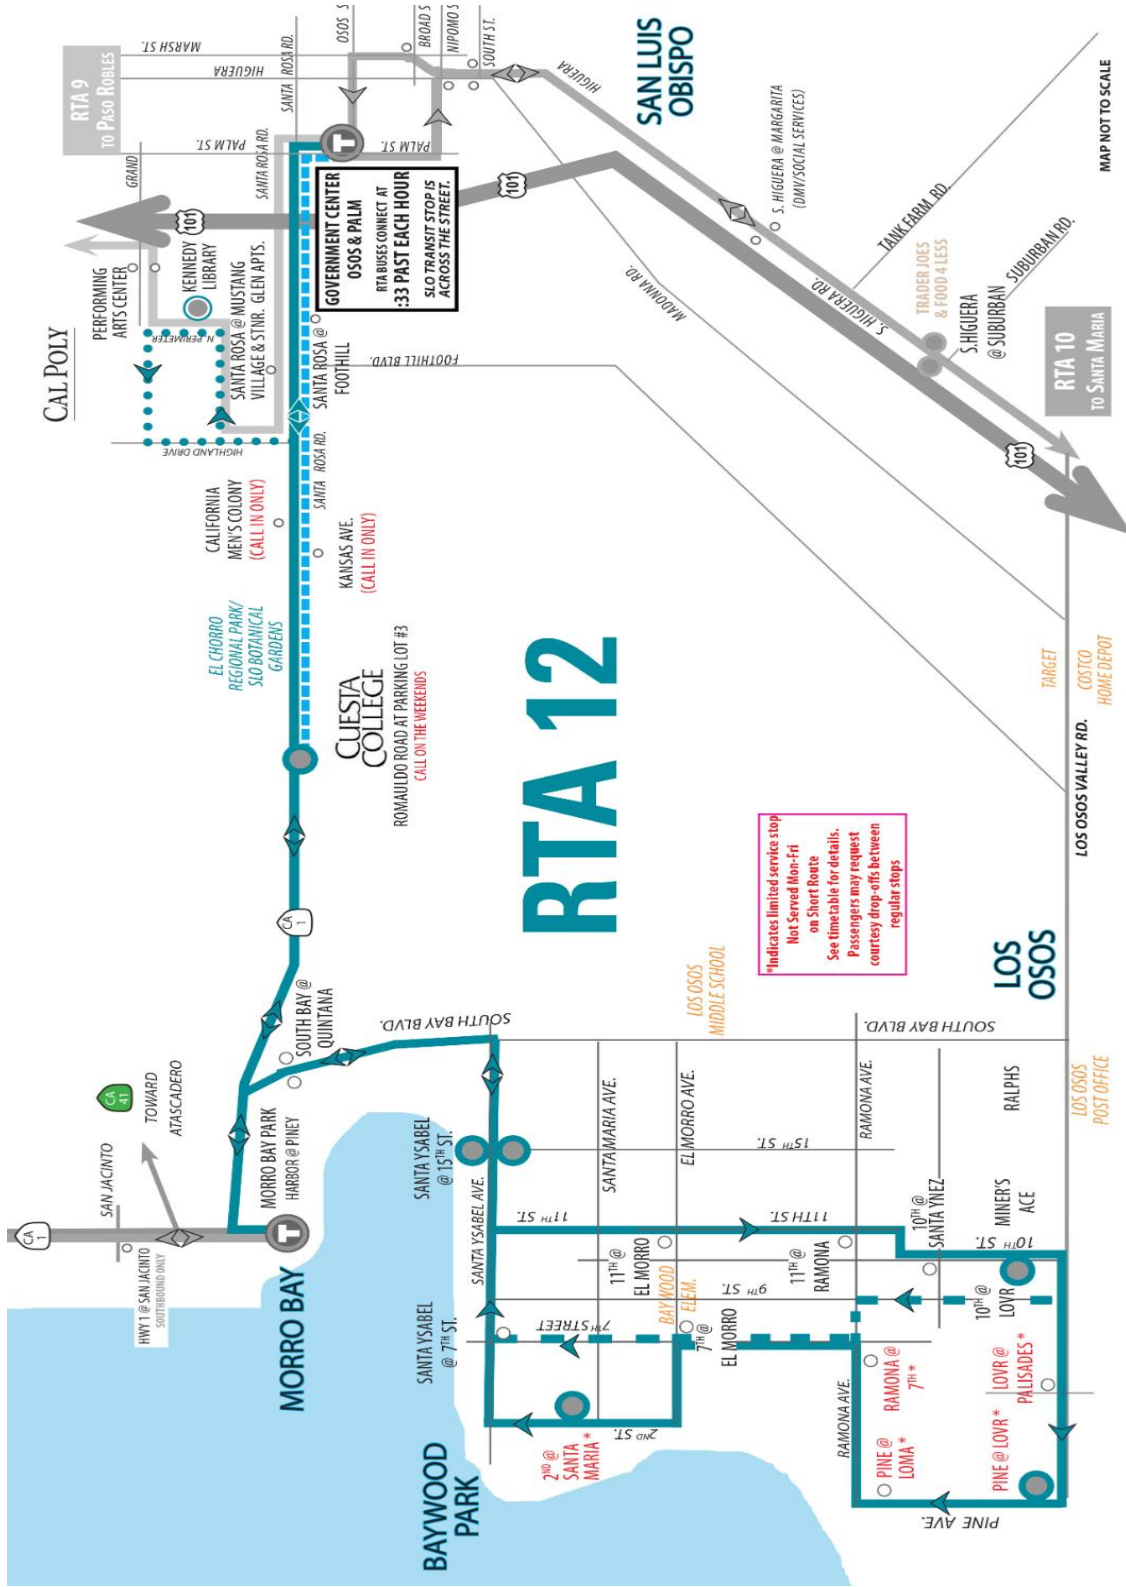 RTA 12
MORRO BAY
BAYWOOD
PARK
LOS
OSOS
SAN LUIS
OBISPO
HWY 1 @ SAN JACINTO
SOUTHBOUND ONLY
CA
1
SAN JACINTO
CA
41
TOWARD
ATASCADERO
MORRO BAY PARK
HARBOR @ PINEY
T
SOUTH BAY @
QUINTANA
CA
1
SOUTH BAY BLVD.
EL CHORRO
REGIONAL PARK/
SLO BOTANICAL
GARDENS
CUESTA
COLLEGE
ROMAULDO ROAD AT PARKING LOT #3
CALL ON THE WEEKENDS
CALIFORNIA
MEN'S COLONY
(CALL IN ONLY)
KANSAS AVE.
(CALL IN ONLY)
SANTA ROSA RD.
CAL POLY
HIGHLAND DRIVE
N. PERIMETER
PERFORMING
ARTS CENTER
KENNEDY
LIBRARY
SANTA ROSA @ MUSTANG
VILLAGE & STNR. GLEN APTS.
SANTA ROSA @
FOOTHILL
FOOTHILL BLVD.
GRAND
101
RTA 9
TO PASO ROBLES
PALM ST.
SANTA ROSA RD.
SANTA ROSA RD.
MARSH ST.
HIGUERA
OSOS S
BROAD S
NIPOMO S
SOUTH ST.
PALM ST.
T
GOVERNMENT CENTER
OSOS & PALM
RTA BUSES CONNECT AT
:33 PAST EACH HOUR
SLO TRANSIT STOP IS
ACROSS THE STREET.
101
HIGUERA
MADONNA RD.
S. HIGUERA @ MARGARITA
(DMV/SOCIAL SERVICES)
TANK FARM RD.
S. HIGUERA RD.
TRADER JOES
& FOOD 4 LESS
S.HIGUERA
@ SUBURBAN
SUBURBAN RD.
101
RTA 10
TO SANTA MARIA
MAP NOT TO SCALE
TARGET
COSTCO
HOME DEPOT
LOS OSOS VALLEY RD.
*Indicates limited service stop
Not Served Mon-Fri
on Short Route
See timetable for details.
Passengers may request
courtesy drop-offs between
regular stops
SANTA YSABEL
@ 7TH ST.
SANTA YSABEL
@ 15TH ST.
SANTA YSABEL AVE.
2ND @
SANTA
MARIA *
2ND ST.
7TH STREET
11TH ST.
SANTA MARIA AVE.
EL MORRO AVE.
LOS OSOS
MIDDLE SCHOOL
11TH @
EL MORRO
BAYWOOD
ELEM.
7TH @
EL MORRO
9TH ST.
11TH ST.
15TH ST.
11TH @
RAMONA
RAMONA AVE.
RAMONA AVE.
SOUTH BAY BLVD.
PINE @
LOMA *
RAMONA @
7TH *
10TH @
SANTA YNEZ
PINE AVE.
PINE @ LOVR *
LOVR @
PALISADES *
10TH @
LOVR
10TH ST.
MINER'S
ACE
RALPHS
LOS OSOS
POST OFFICE